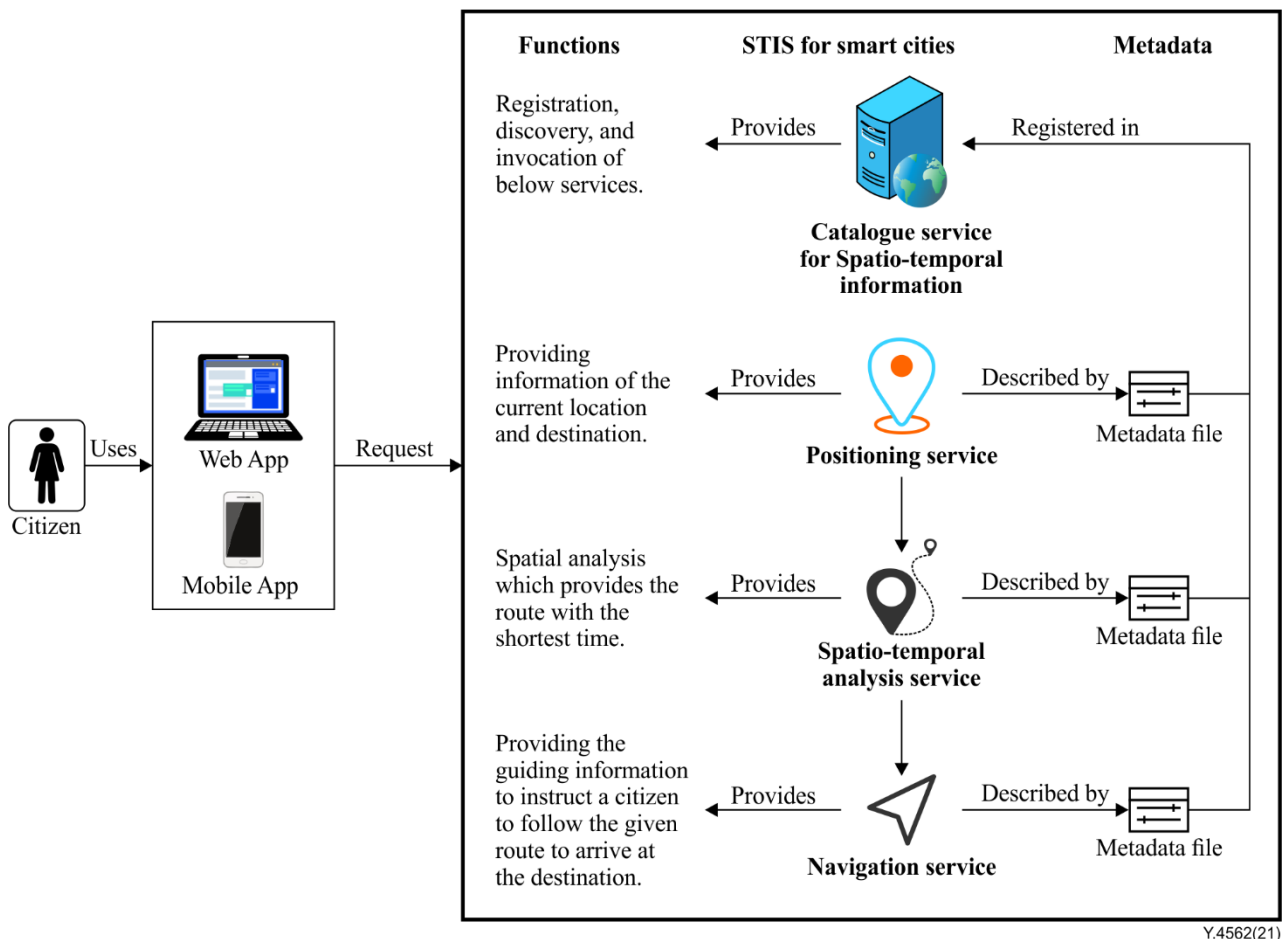 Functions
STIS for smart cities
Metadata
Registration,
discovery, and
invocation of
below services.
Provides
Registered in
Catalogue service
for Spatio-temporal
information
Citizen
Uses
Web App
Mobile App
Request
Providing
information of the
current location
and destination.
Provides
Positioning service
Described by
Metadata file
Spatial analysis
which provides the
route with the
shortest time.
Provides
Spatio-temporal
analysis service
Described by
Metadata file
Providing the
guiding information
to instruct a citizen
to follow the given
route to arrive at
the destination.
Provides
Navigation service
Described by
Metadata file
Y.4562(21)